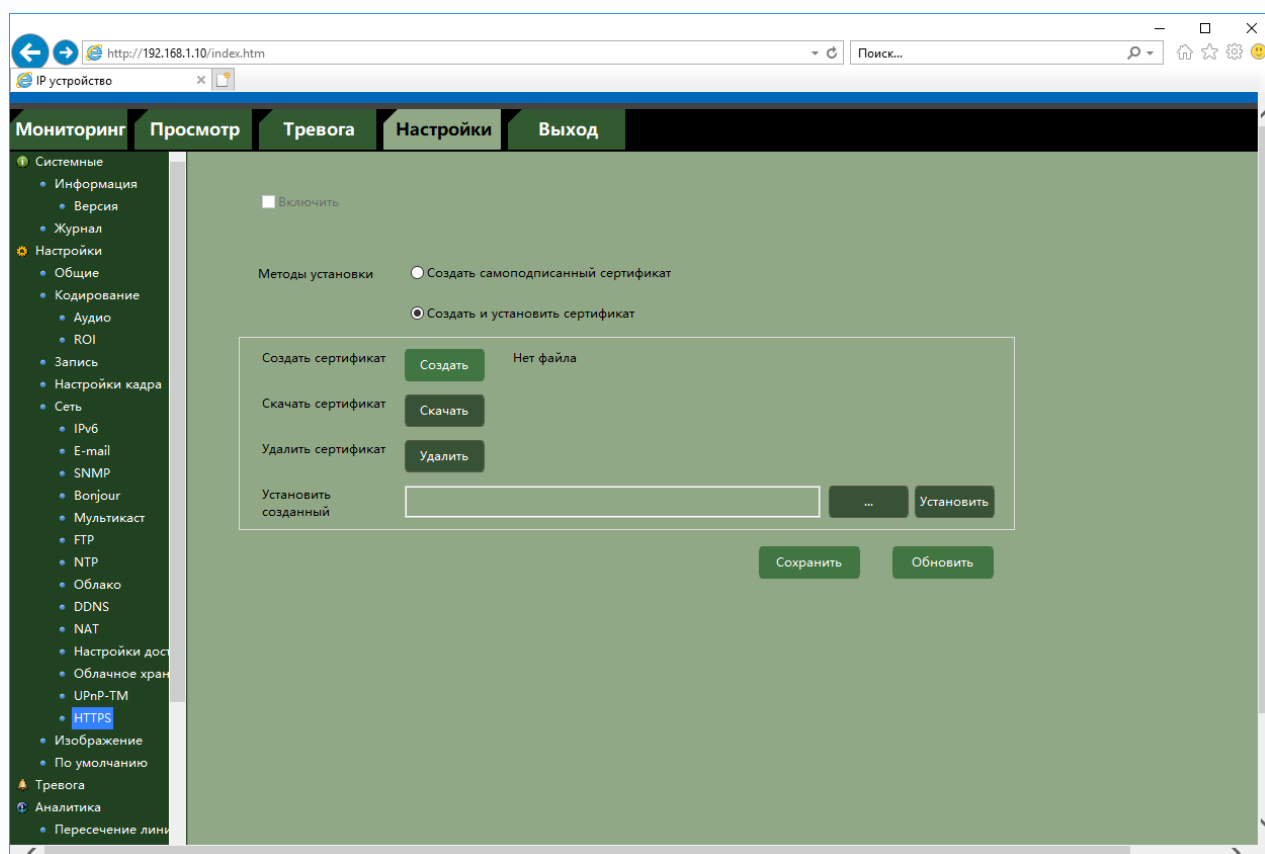 http://192.168.1.10/index.htm
Поиск...
IP устройство
Мониторинг Просмотр Тревога Настройки Выход
Системные
Информация
Версия
Журнал
Настройки
Общие
Кодирование
Аудио
ROI
Запись
Настройки кадра
Сеть
IPv6
E-mail
SNMP
Bonjour
Мультикаст
FTP
NTP
Облако
DDNS
NAT
Настройки дост
Облачное хран
UPnP-TM
HTTPS
Изображение
По умолчанию
Тревога
Аналитика
Пересечение лини
Включить
Методы установки
Создать самоподписанный сертификат
Создать и установить сертификат
Создать сертификат Создать Нет файла
Скачать сертификат Скачать
Удалить сертификат Удалить
Установить
созданный
... Установить
Сохранить Обновить